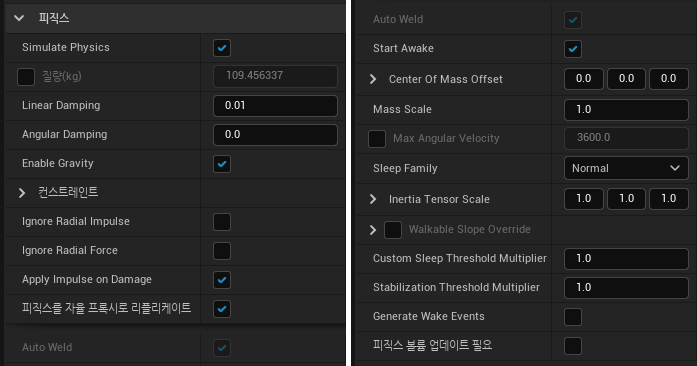 피직스
Simulate Physics
질량(kg) 109.456337
Linear Damping 0.01
Angular Damping 0.0
Enable Gravity
컨스트레인트
Ignore Radial Impulse
Ignore Radial Force
Apply Impulse on Damage
피직스를 자율 프록시로 리플리케이트
Auto Weld
Auto Weld
Start Awake
Center Of Mass Offset 0.0 0.0 0.0
Mass Scale 1.0
Max Angular Velocity 3600.0
Sleep Family Normal
Inertia Tensor Scale 1.0 1.0 1.0
Walkable Slope Override
Custom Sleep Threshold Multiplier 1.0
Stabilization Threshold Multiplier 1.0
Generate Wake Events
피직스 볼륨 업데이트 필요